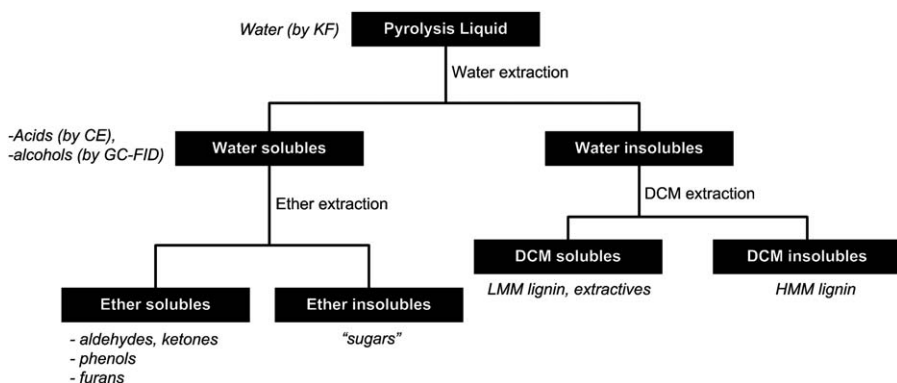 Water (by KF)
Pyrolysis Liquid
Water extraction
-Acids (by CE),
-alcohols (by GC-FID)
Water solubles
Water insolubles
Ether extraction
DCM extraction
DCM solubles
DCM insolubles
LMM lignin, extractives
HMM lignin
Ether solubles
Ether insolubles
- aldehydes, ketones
- phenols
- furans
“sugars”